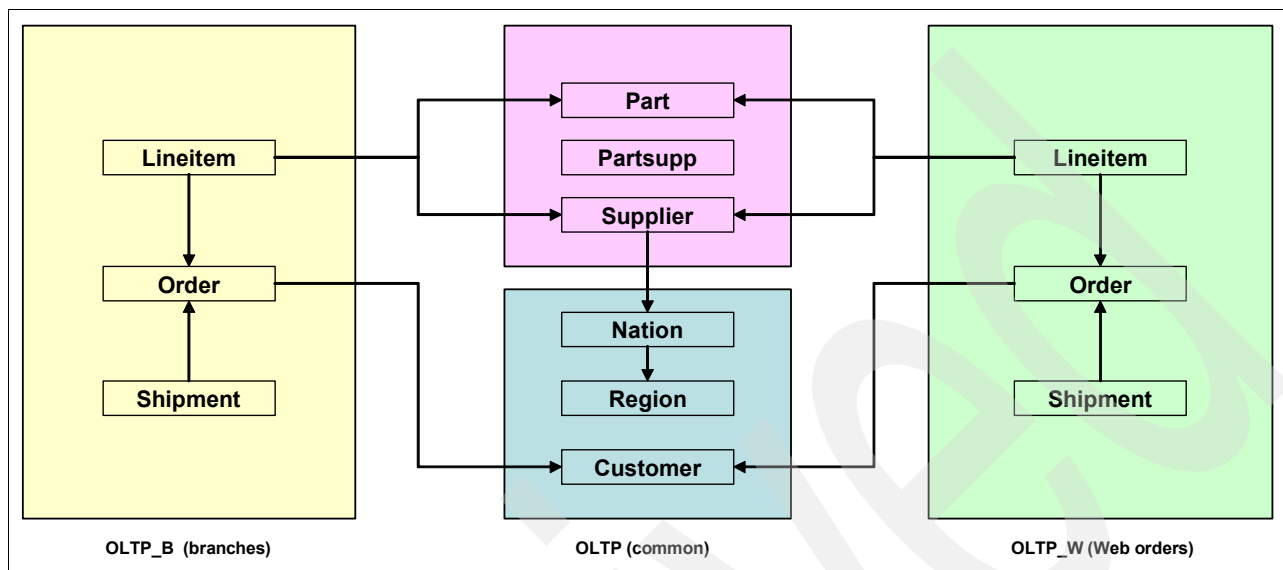 Lineitem
Order
Shipment
OLTP_B (branches)
Part
Partsupp
Supplier
Nation
Region
Customer
OLTP (common)
Lineitem
Order
Shipment
OLTP_W (Web orders)